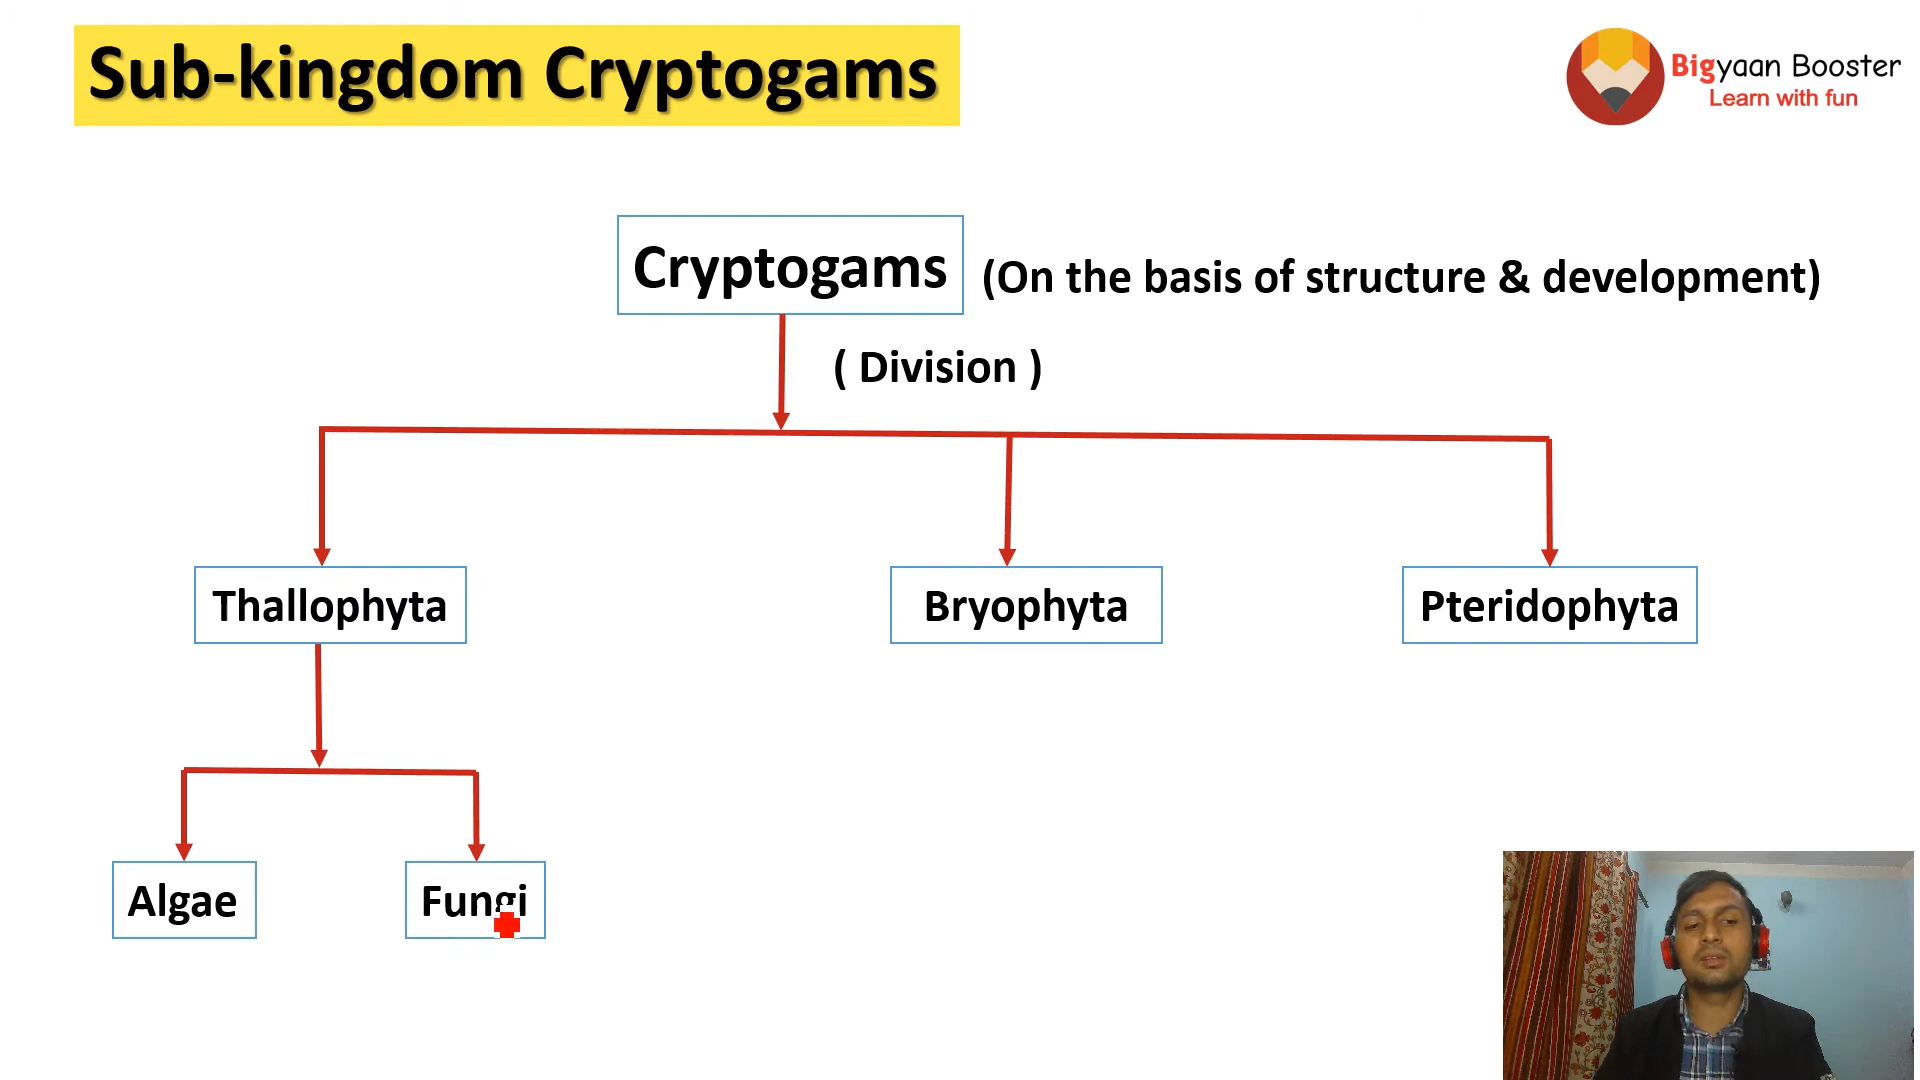 Sub-kingdom Cryptogams
Bigyaan Booster
Learn with fun
Cryptogams
(On the basis of structure & development)
( Division )
Thallophyta
Bryophyta
Pteridophyta
Algae
Fungi